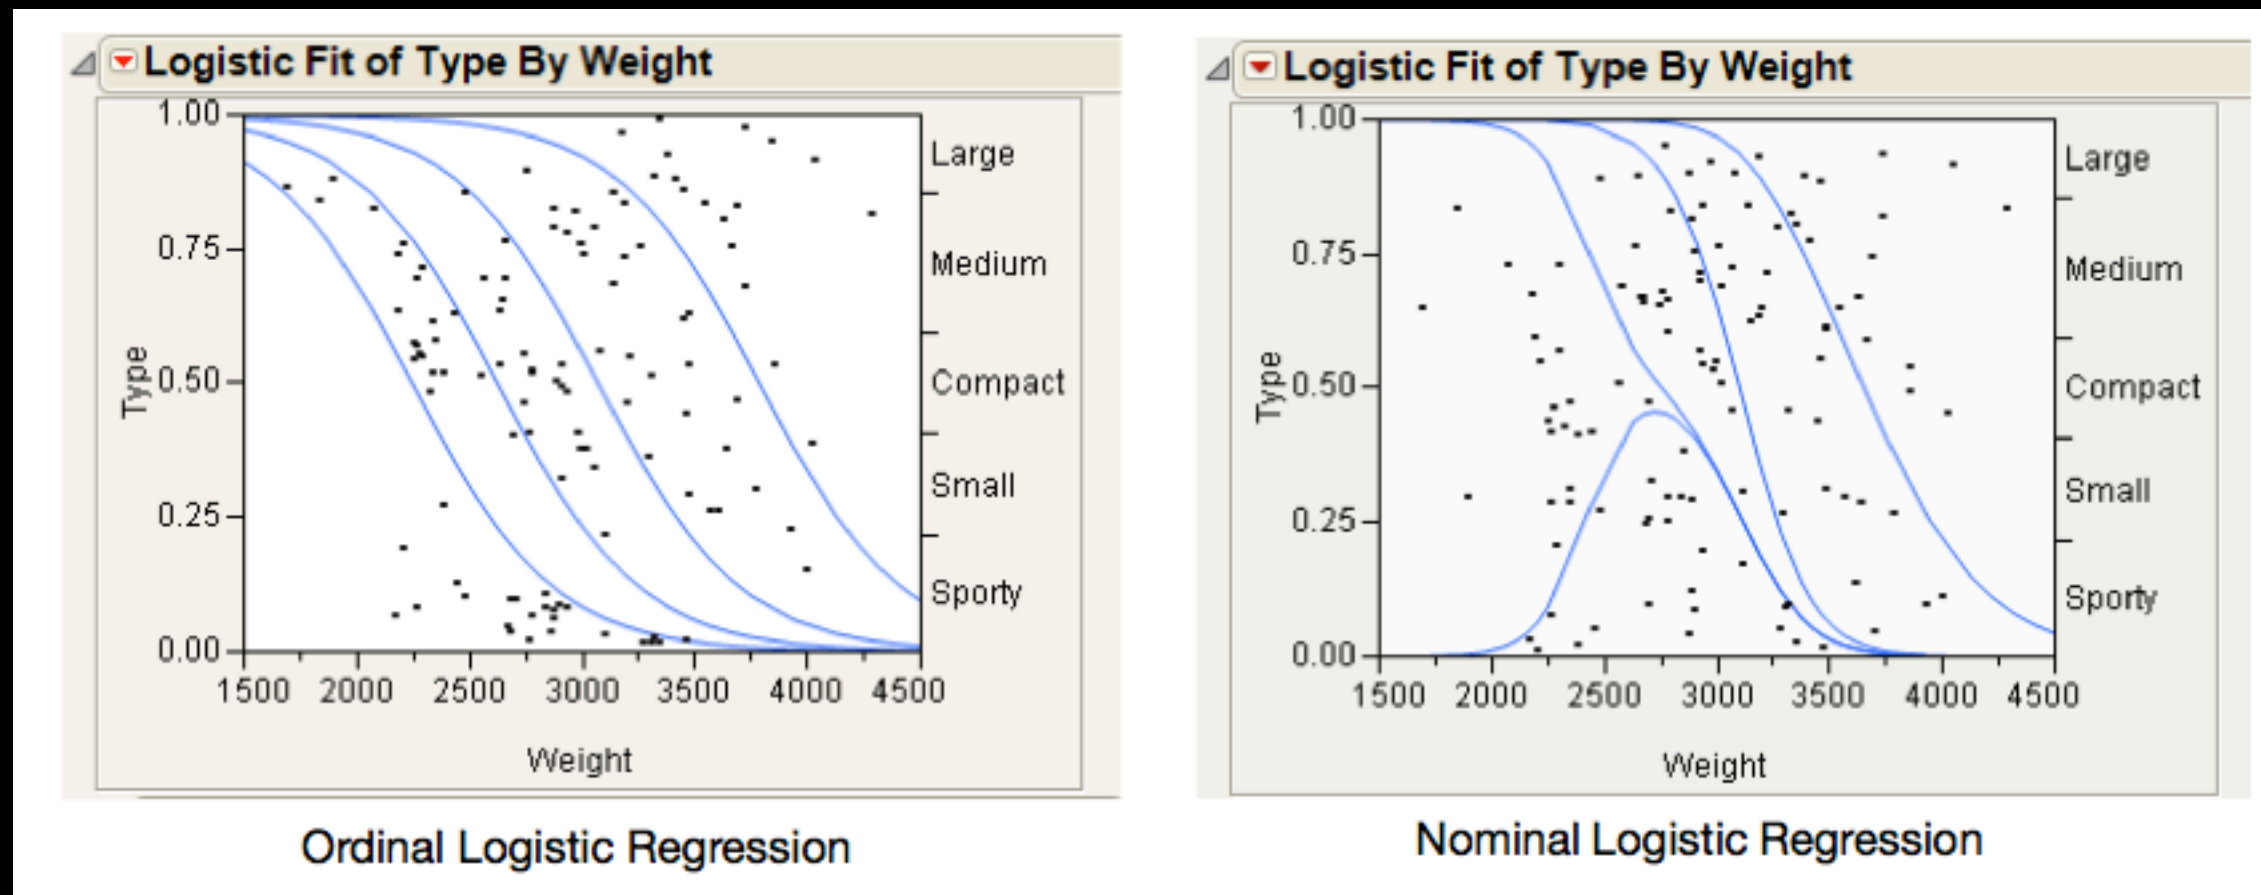 Logistic Fit of Type By Weight
1.00
0.75
0.50
0.25
0.00
Type
Large
Medium
Compact
Small
Sporty
1500 2000 2500 3000 3500 4000 4500
Weight
Ordinal Logistic Regression
Logistic Fit of Type By Weight
1.00
0.75
0.50
0.25
0.00
Type
Large
Medium
Compact
Small
Sporty
1500 2000 2500 3000 3500 4000 4500
Weight
Nominal Logistic Regression